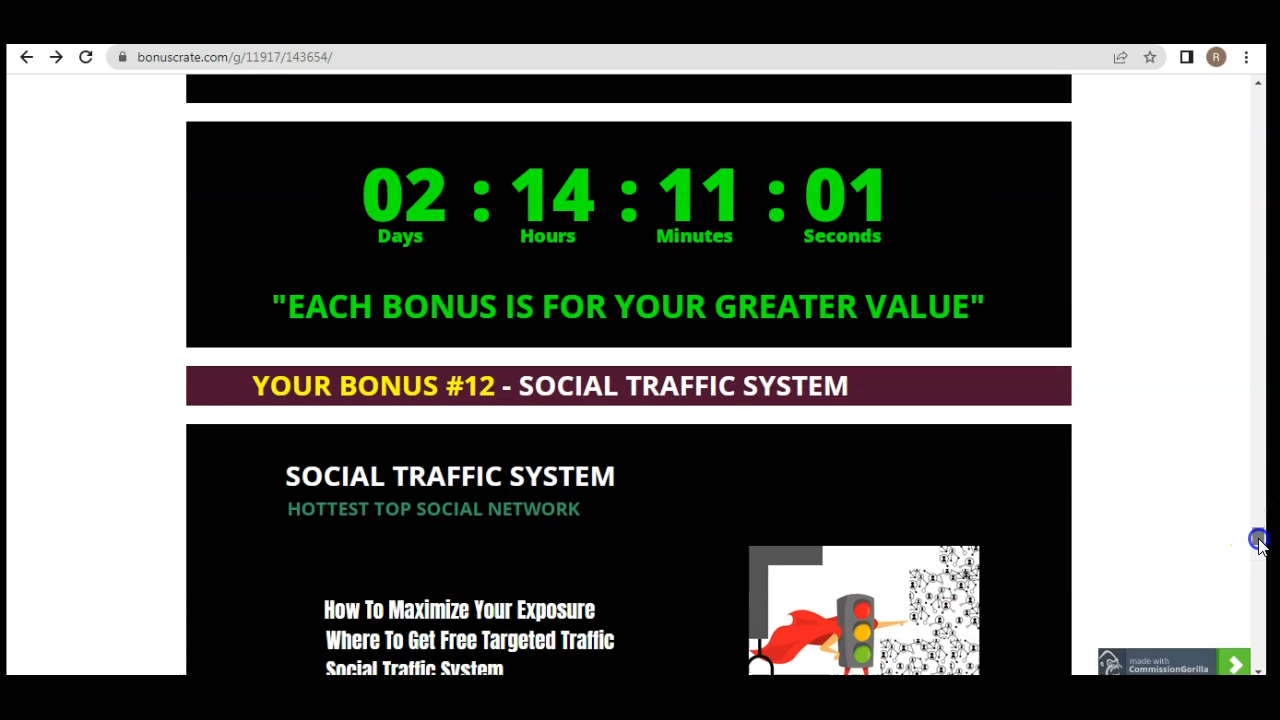 bonuscrate.com/g/11917/143654/
R
02 : 14 : 11 : 01
Days Hours Minutes Seconds
"EACH BONUS IS FOR YOUR GREATER VALUE"
YOUR BONUS #12 - SOCIAL TRAFFIC SYSTEM
SOCIAL TRAFFIC SYSTEM
HOTTEST TOP SOCIAL NETWORK
How To Maximize Your Exposure
Where To Get Free Targeted Traffic
Social Traffic System
made with
CommissionGorilla